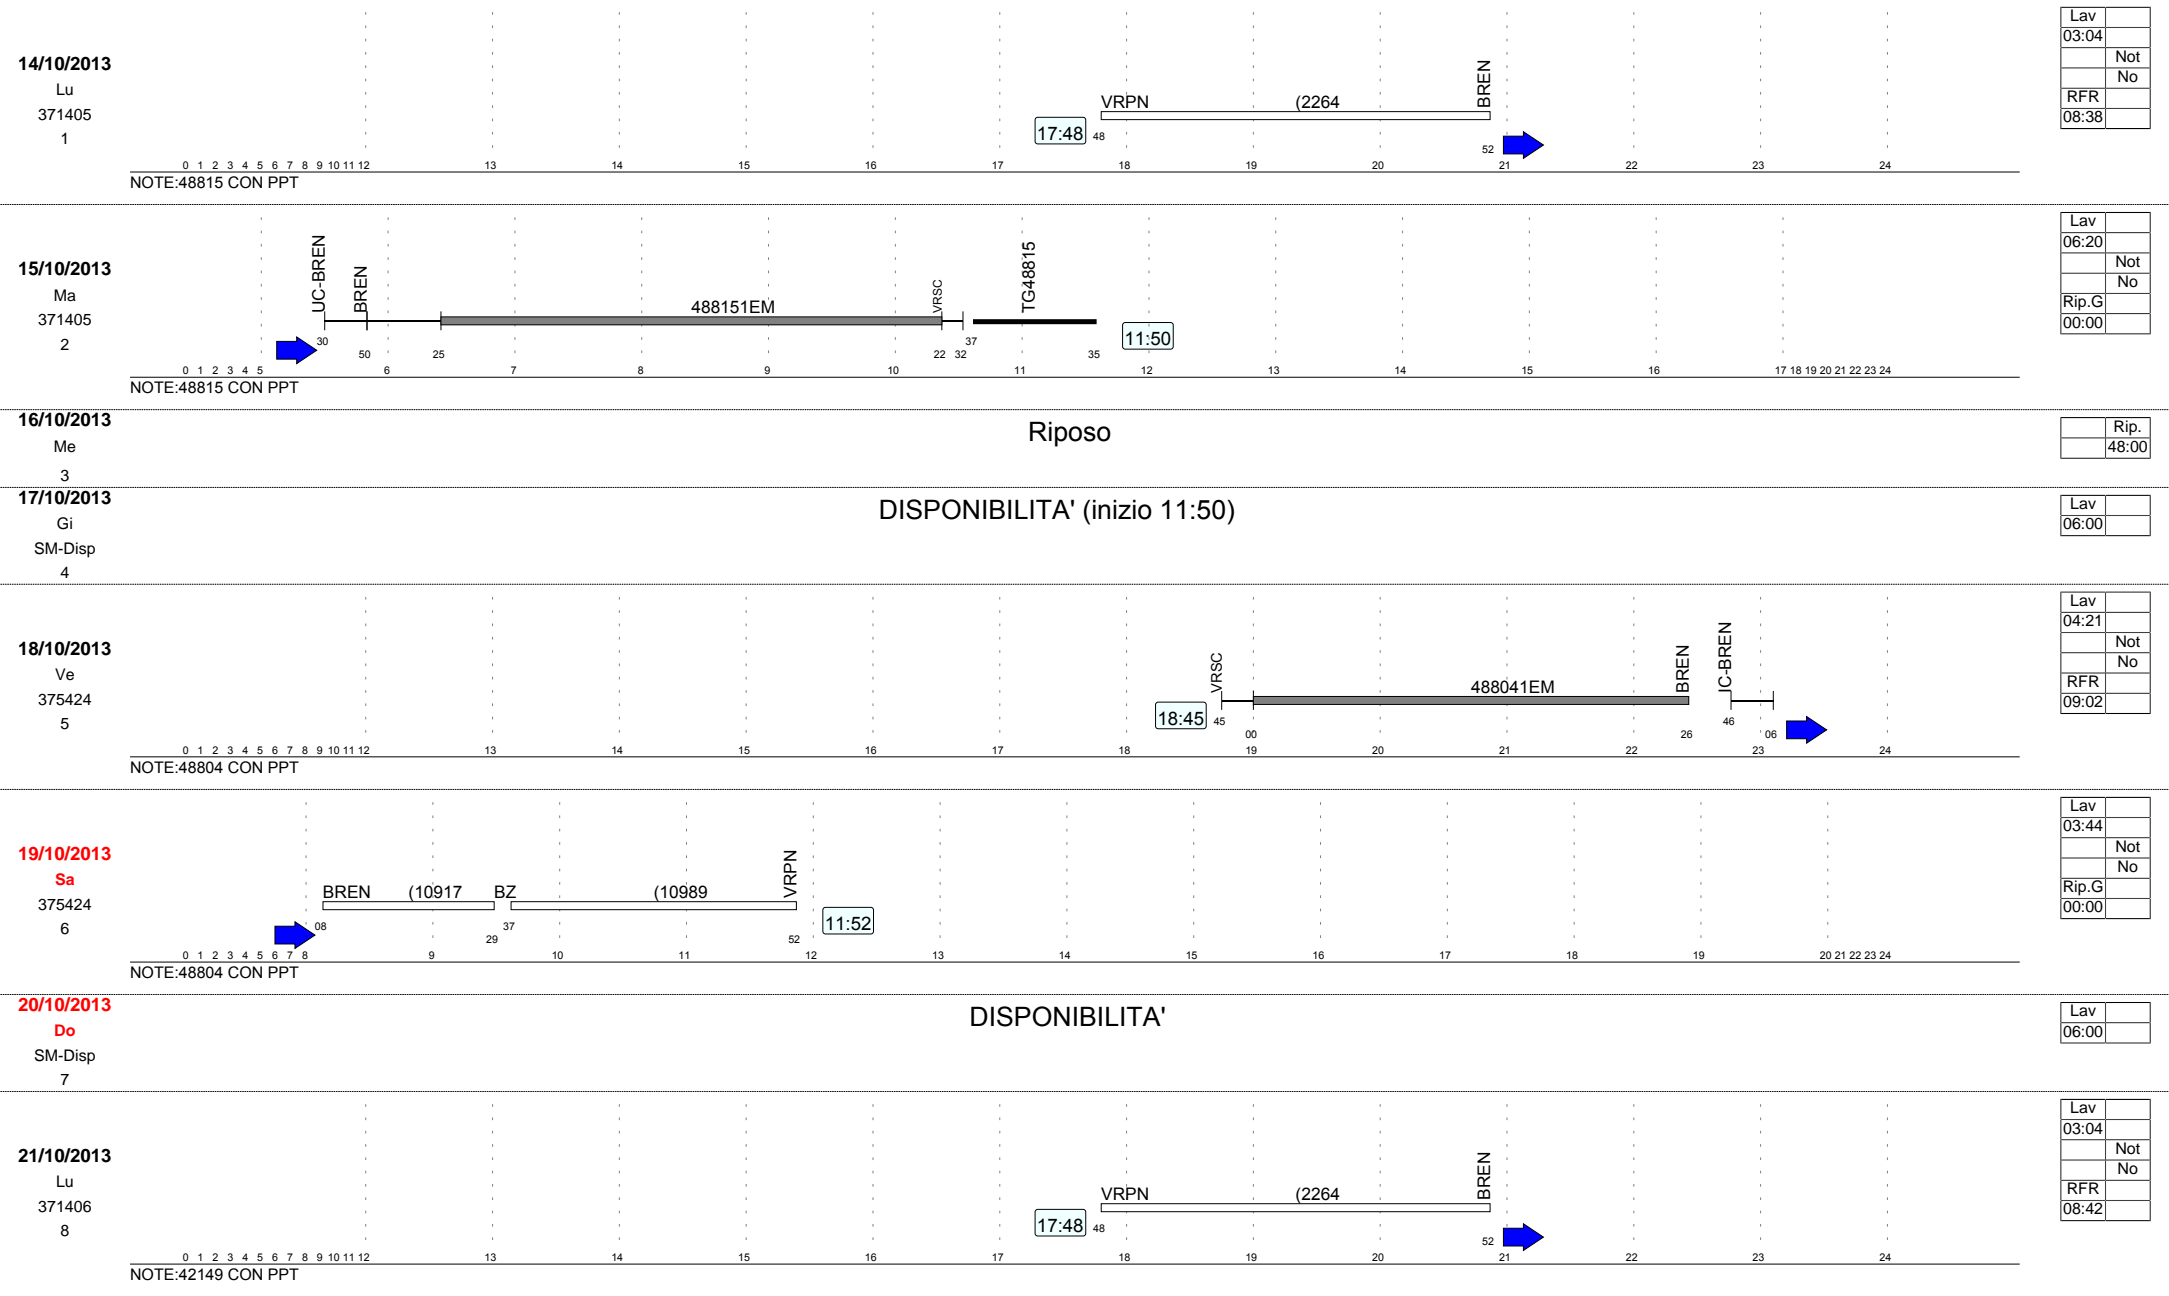 14/10/2013
Lu
371405
1
VRPN (2264 BREN
17:48 48
52
0 1 2 3 4 5 6 7 8 9 10 11 12 13 14 15 16 17 18 19 20 21 22 23 24
NOTE:48815 CON PPT
Lav
03:04
Not
No
RFR
08:38
15/10/2013
Ma
371405
2
UC-BREN BREN 488151EM VRSC TG48815
30 50 25 22 32 37 35
11:50
0 1 2 3 4 5 6 7 8 9 10 11 12 13 14 15 16 17 18 19 20 21 22 23 24
NOTE:48815 CON PPT
Lav
06:20
Not
No
Rip.G
00:00
16/10/2013
Me
3
Riposo
Rip.
48:00
17/10/2013
Gi
SM-Disp
4
DISPONIBILITA' (inizio 11:50)
Lav
06:00
18/10/2013
Ve
375424
5
VRSC 488041EM BREN IC-BREN
18:45 45 00 26 46 06
0 1 2 3 4 5 6 7 8 9 10 11 12 13 14 15 16 17 18 19 20 21 22 23 24
NOTE:48804 CON PPT
Lav
04:21
Not
No
RFR
09:02
19/10/2013
Sa
375424
6
BREN (10917 BZ (10989 VRPN
08 29 37 52
11:52
0 1 2 3 4 5 6 7 8 9 10 11 12 13 14 15 16 17 18 19 20 21 22 23 24
NOTE:48804 CON PPT
Lav
03:44
Not
No
Rip.G
00:00
20/10/2013
Do
SM-Disp
7
DISPONIBILITA'
Lav
06:00
21/10/2013
Lu
371406
8
VRPN (2264 BREN
17:48 48
52
0 1 2 3 4 5 6 7 8 9 10 11 12 13 14 15 16 17 18 19 20 21 22 23 24
NOTE:42149 CON PPT
Lav
03:04
Not
No
RFR
08:42